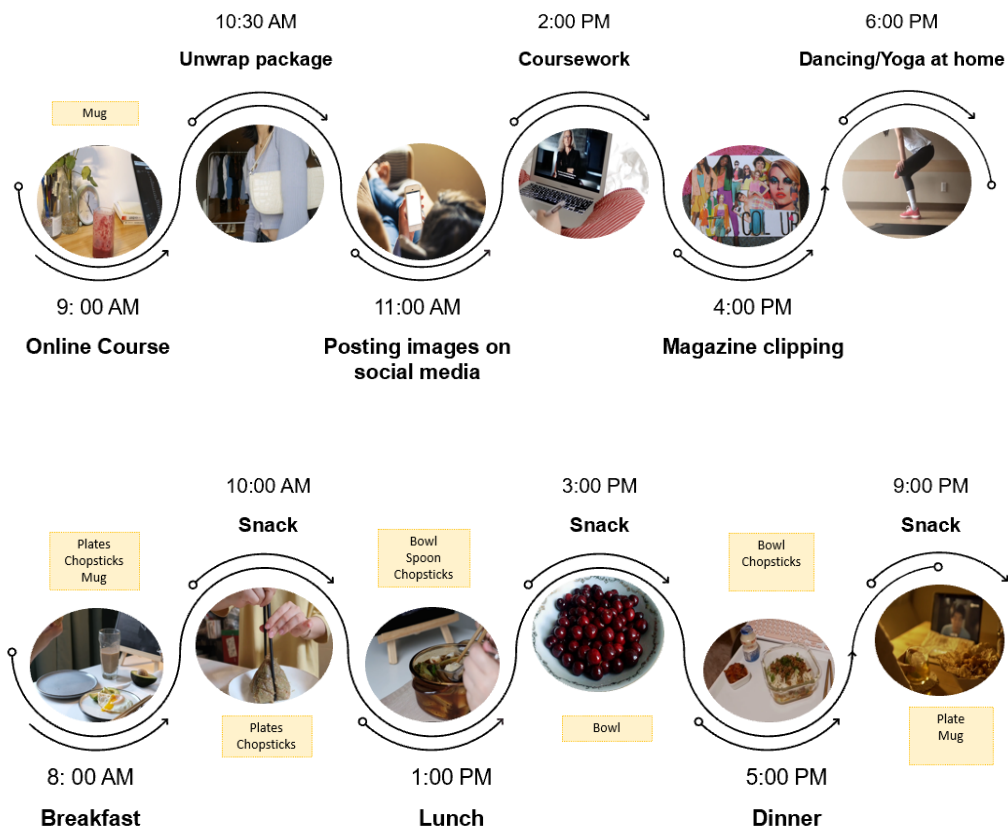 10:30 AM
Unwrap package
2:00 PM
Coursework
6:00 PM
Dancing/Yoga at home
Mug
COL UP
9: 00 AM
Online Course
11:00 AM
Posting images on
social media
4:00 PM
Magazine clipping
10:00 AM
Snack
3:00 PM
Snack
9:00 PM
Snack
Plates
Chopsticks
Mug
Bowl
Spoon
Chopsticks
Bowl
Chopsticks
Plates
Chopsticks
Bowl
Plate
Mug
8: 00 AM
Breakfast
1:00 PM
Lunch
5:00 PM
Dinner